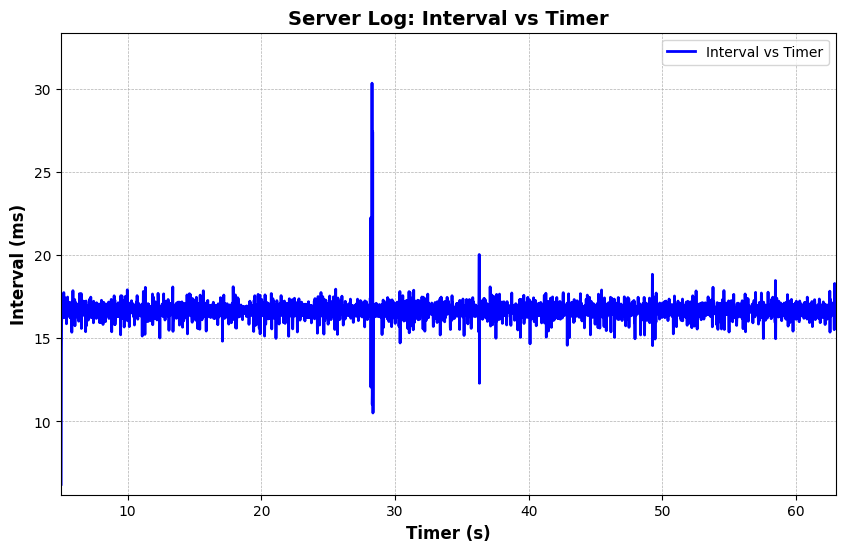 Server Log: Interval vs Timer
Interval vs Timer
30
25
20
15
10
Interval (ms)
10 20 30 40 50 60
Timer (s)